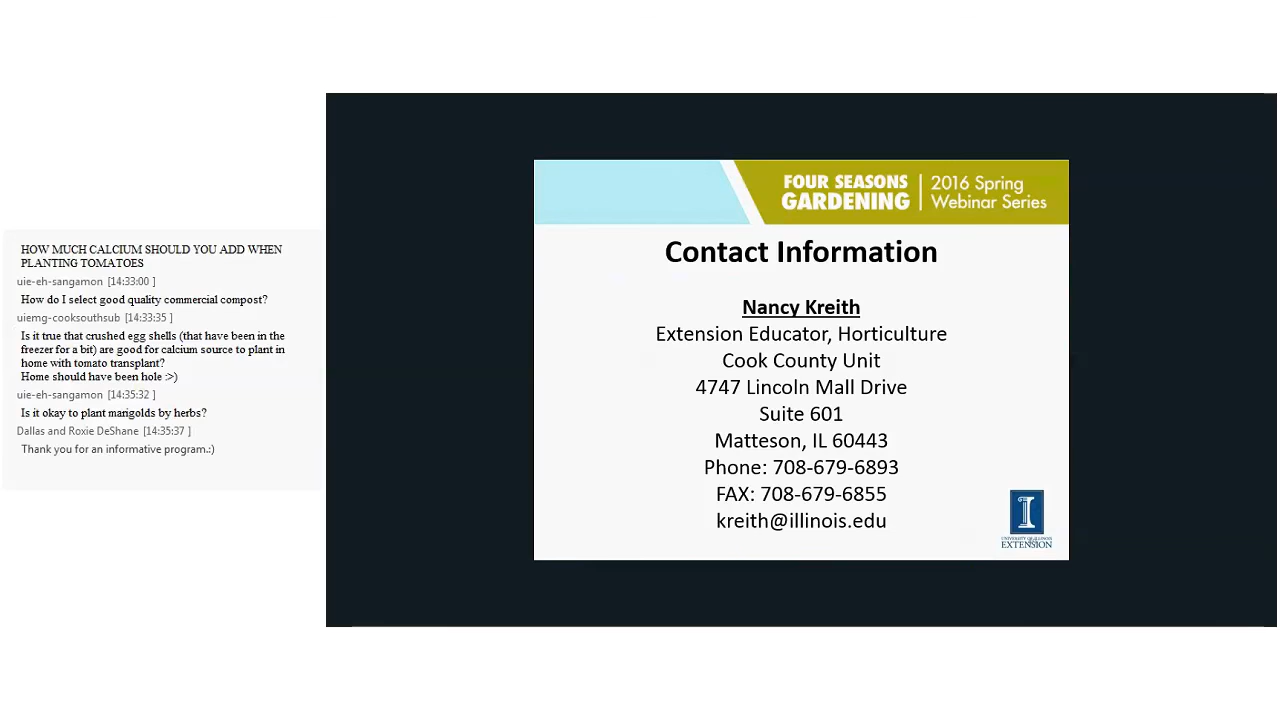 HOW MUCH CALCIUM SHOULD YOU ADD WHEN
PLANTING TOMATOES
uie-eh-sangamon [14:33:00 ]
How do I select good quality commercial compost?
uiemg-cooksouthsub [14:33:35 ]
Is it true that crushed egg shells (that have been in the
freezer for a bit) are good for calcium source to plant in
home with tomato transplant?
Home should have been hole :>)
uie-eh-sangamon [14:35:32 ]
Is it okay to plant marigolds by herbs?
Dallas and Roxie DeShane [14:35:37 ]
Thank you for an informative program.:)
FOUR SEASONS
GARDENING
2016 Spring
Webinar Series
Contact Information
Nancy Kreith
Extension Educator, Horticulture
Cook County Unit
4747 Lincoln Mall Drive
Suite 601
Matteson, IL 60443
Phone: 708-679-6893
FAX: 708-679-6855
kreith@illinois.edu
I
UNIVERSITY OF ILLINOIS
EXTENSION